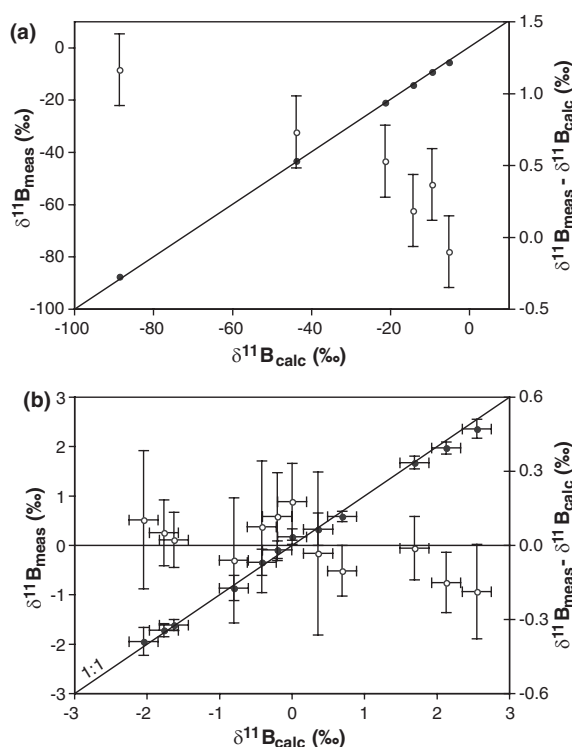 (a)
0
-20
-40
-60
-80
-100
δ¹¹Bmeas (‰)
1.5
1.0
0.5
0.0
-0.5
δ¹¹Bmeas - δ¹¹Bcalc (‰)
-100 -80 -60 -40 -20 0
δ¹¹Bcalc (‰)
(b)
3
2
1
0
-1
-2
-3
δ¹¹Bmeas (‰)
1:1
0.6
0.3
0.0
-0.3
-0.6
δ¹¹Bmeas- δ¹¹Bcalc (‰)
-3 -2 -1 0 1 2 3
δ¹¹Bcalc (‰)